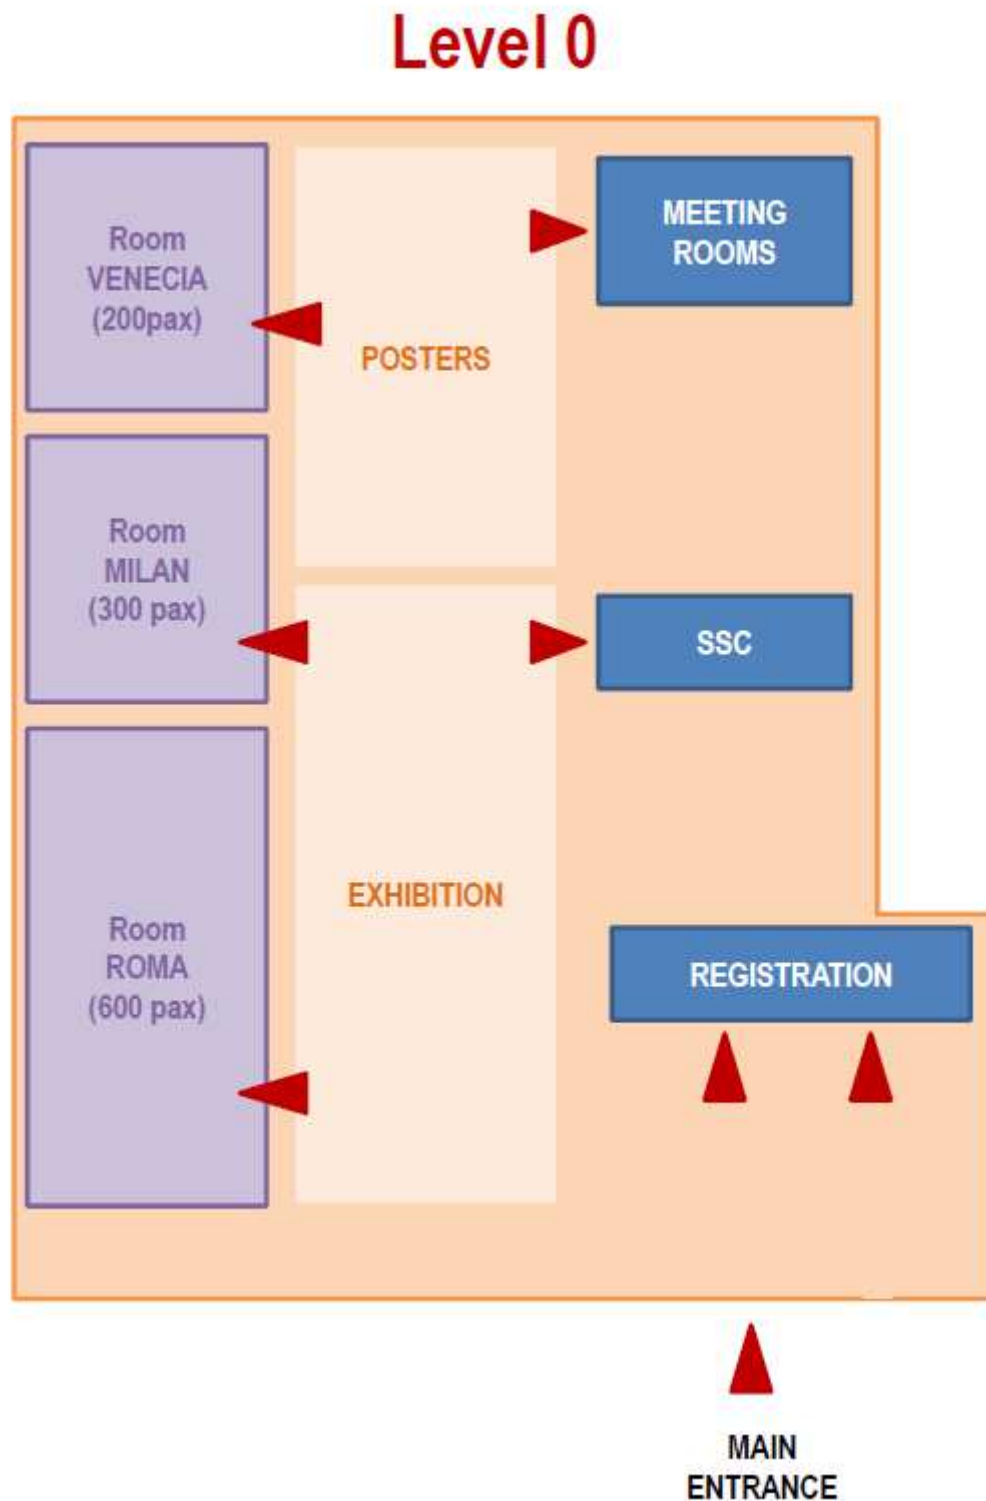 Level 0
Room
VENECIA
(200pax)
MEETING
ROOMS
POSTERS
Room
MILAN
(300 pax)
SSC
EXHIBITION
Room
ROMA
(600 pax)
REGISTRATION
MAIN
ENTRANCE